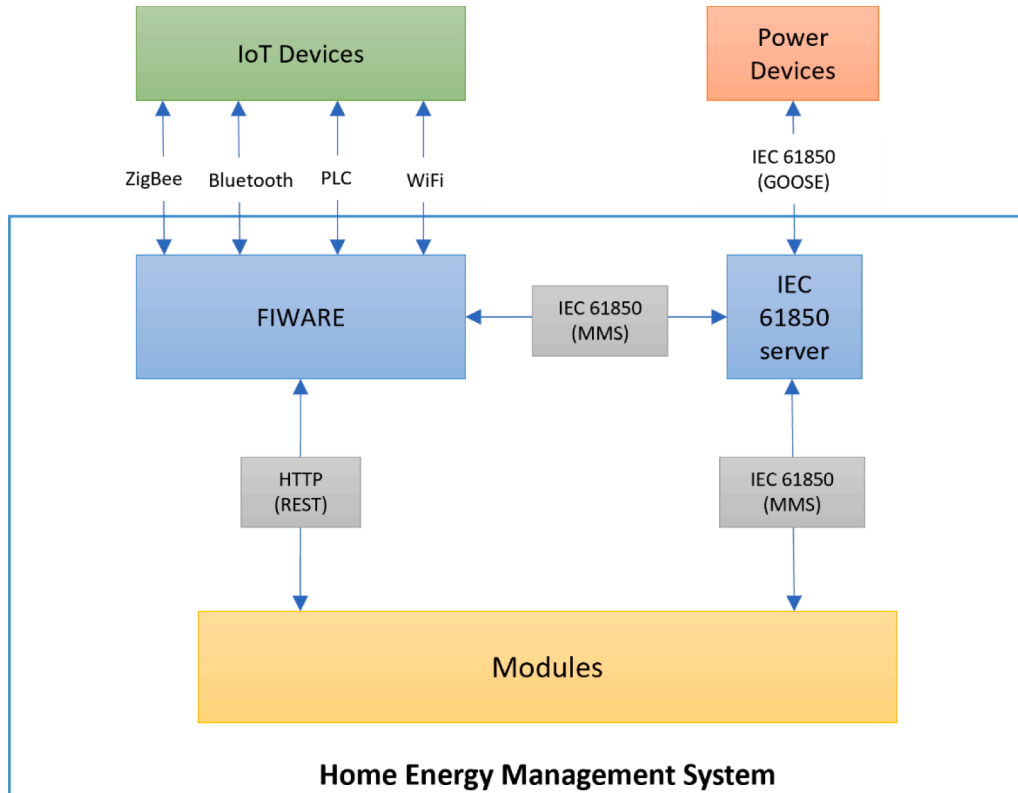 IoT Devices
Power
Devices
ZigBee
Bluetooth
PLC
WiFi
IEC 61850
(GOOSE)
FIWARE
IEC 61850
(MMS)
IEC
61850
server
HTTP
(REST)
IEC 61850
(MMS)
Modules
Home Energy Management System